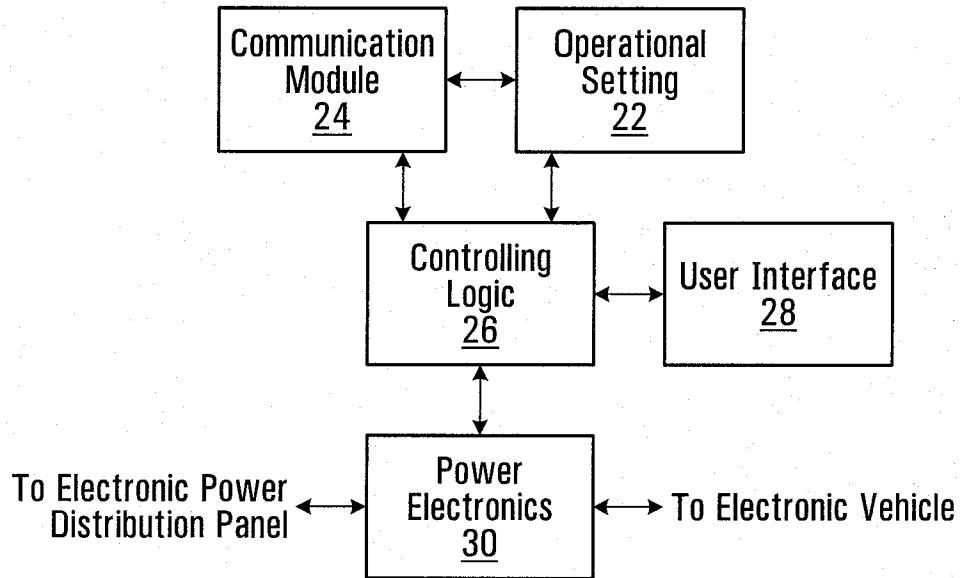 Communication
Module
24
Operational
Setting
22
Controlling
Logic
26
User Interface
28
Power
Electronics
30
To Electronic Power
Distribution Panel
To Electronic Vehicle